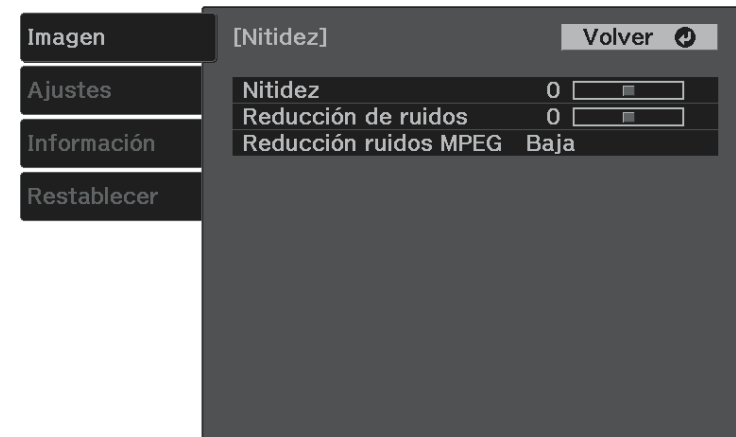 Imagen
Ajustes
Información
Restablecer
[Nitidez] Volver
Nitidez 0
Reducción de ruidos 0
Reducción ruidos MPEG Baja